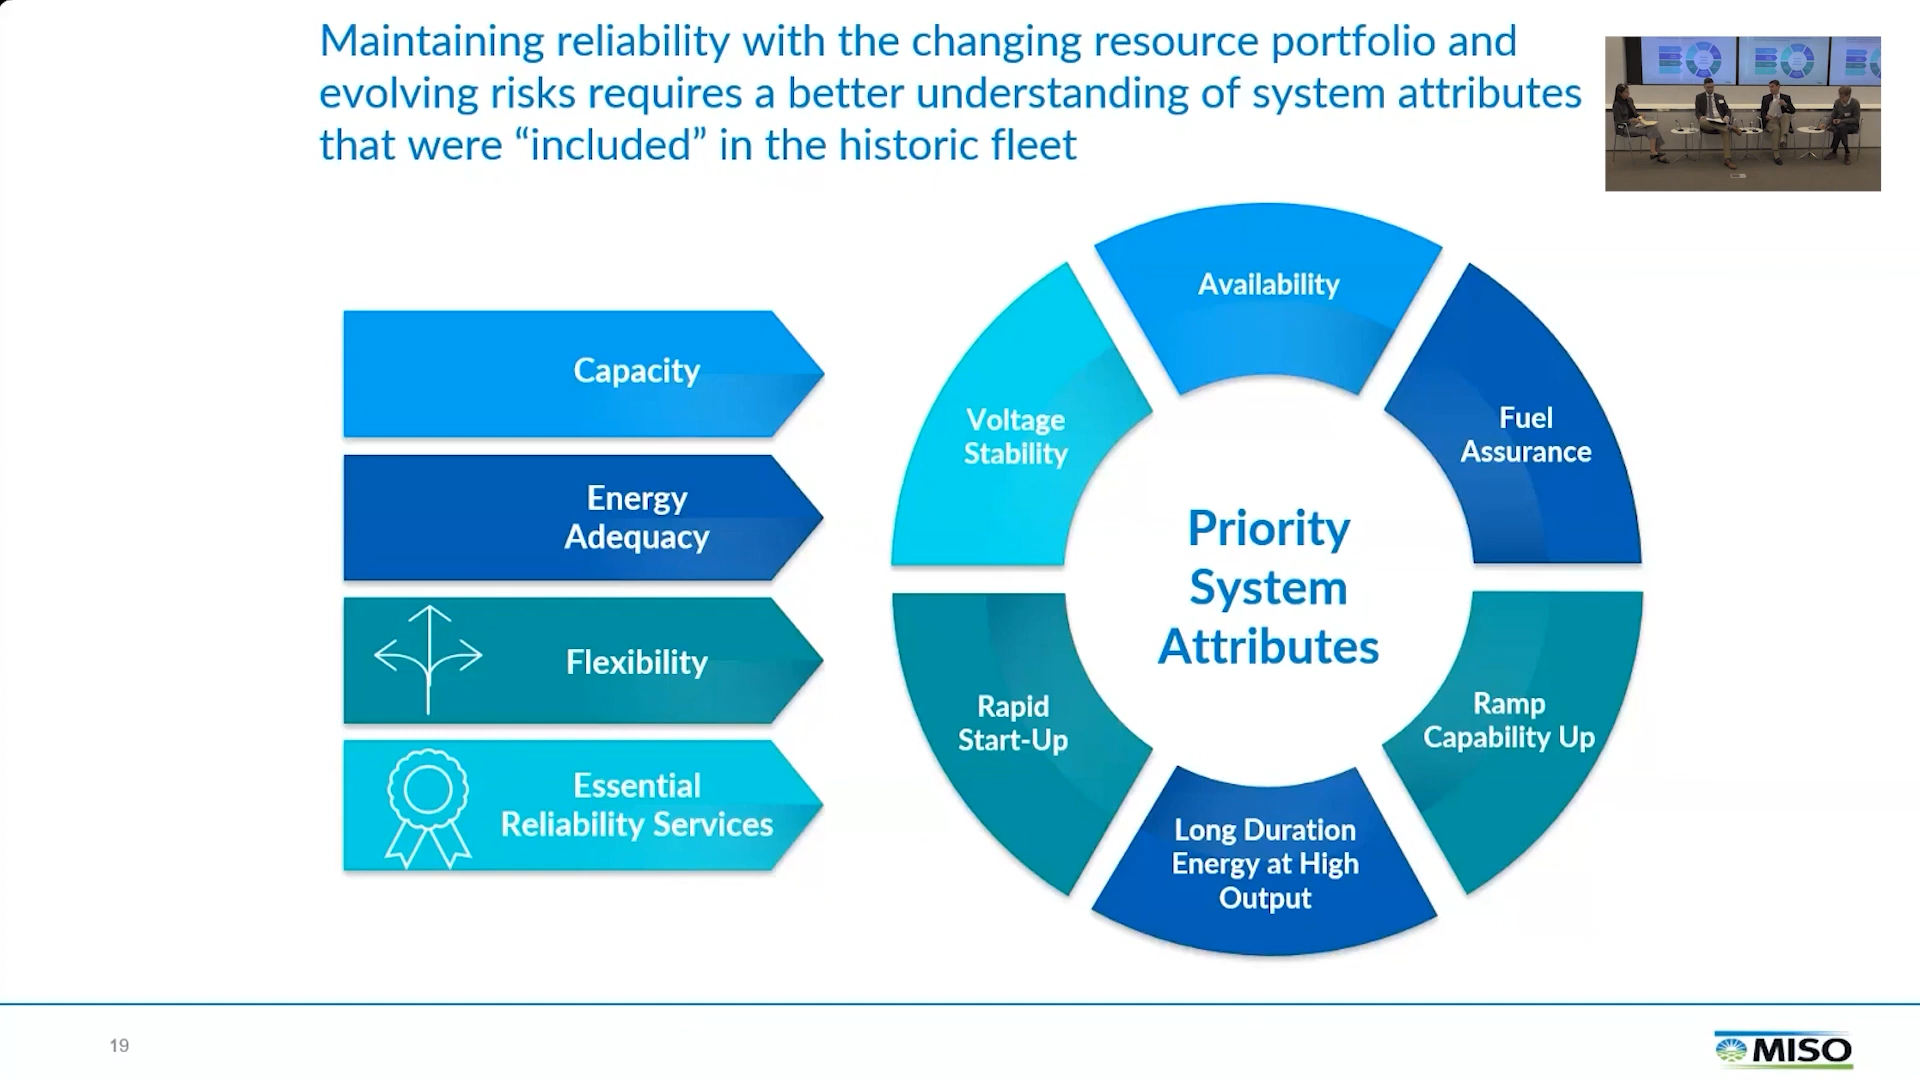 Maintaining reliability with the changing resource portfolio and
evolving risks requires a better understanding of system attributes
that were “included” in the historic fleet
Capacity
Energy
Adequacy
Flexibility
Essential
Reliability Services
Availability
Fuel
Assurance
Ramp
Capability Up
Long Duration
Energy at High
Output
Rapid
Start-Up
Voltage
Stability
Priority
System
Attributes
19
MISO